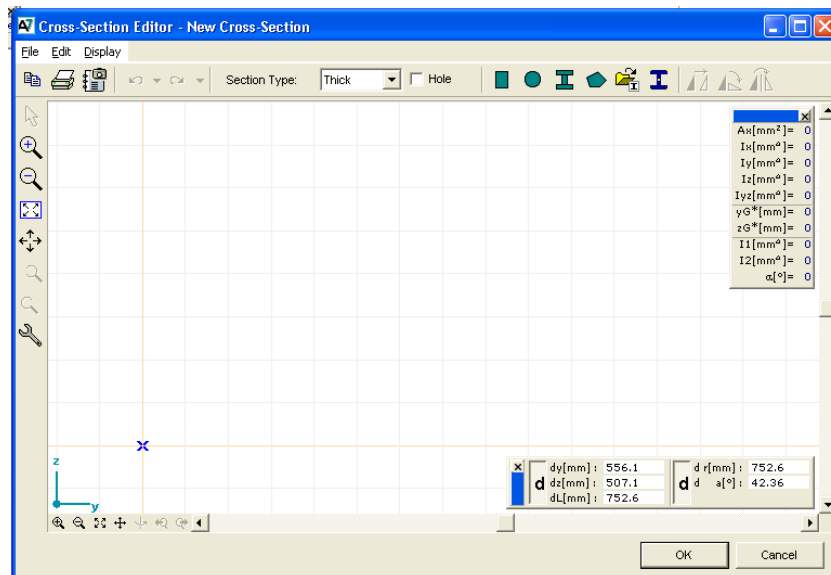 Cross-Section Editor - New Cross-Section
File Edit Display
Section Type: Thick Hole
Ax[mm²]= 0
Ix[mm⁴]= 0
Iy[mm⁴]= 0
Iz[mm⁴]= 0
Iyz[mm⁴]= 0
yG*[mm]= 0
zG*[mm]= 0
I1[mm⁴]= 0
I2[mm⁴]= 0
α[°]= 0
z
y
d
dy[mm]: 556.1
dz[mm]: 507.1
dL[mm]: 752.6
d
d r[mm]: 752.6
d a[°]: 42.36
OK Cancel